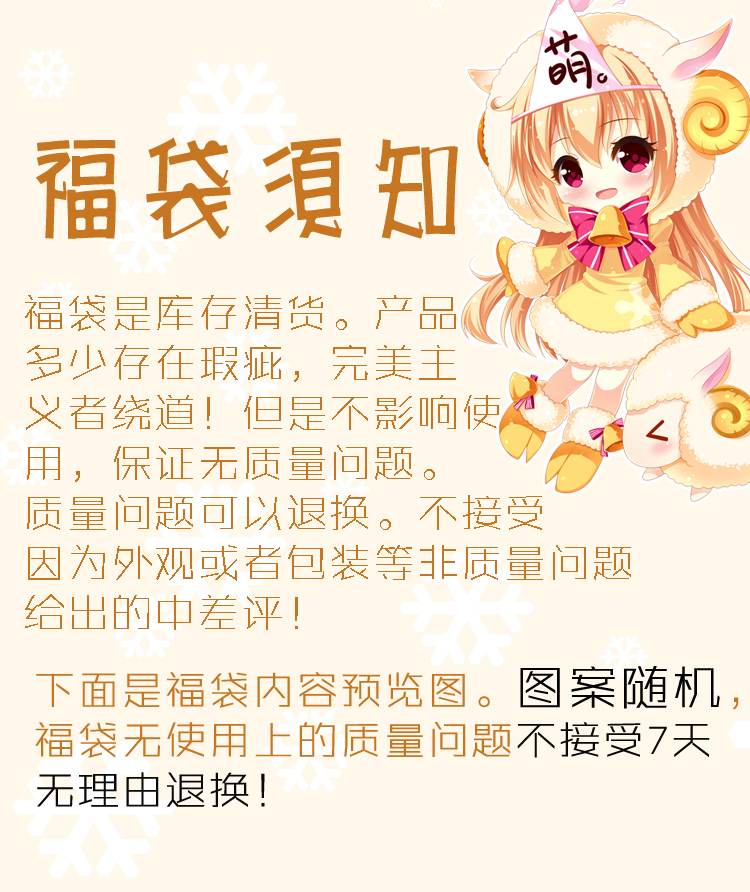 萌。
福袋須知
福袋是库存清货。产品
多少存在瑕疵，完美主
义者绕道！但是不影响使
用，保证无质量问题。
质量问题可以退换。不接受
因为外观或者包装等非质量问题
给出的中差评！
下面是福袋内容预览图。图案随机，
福袋无使用上的质量问题不接受7天
无理由退换！